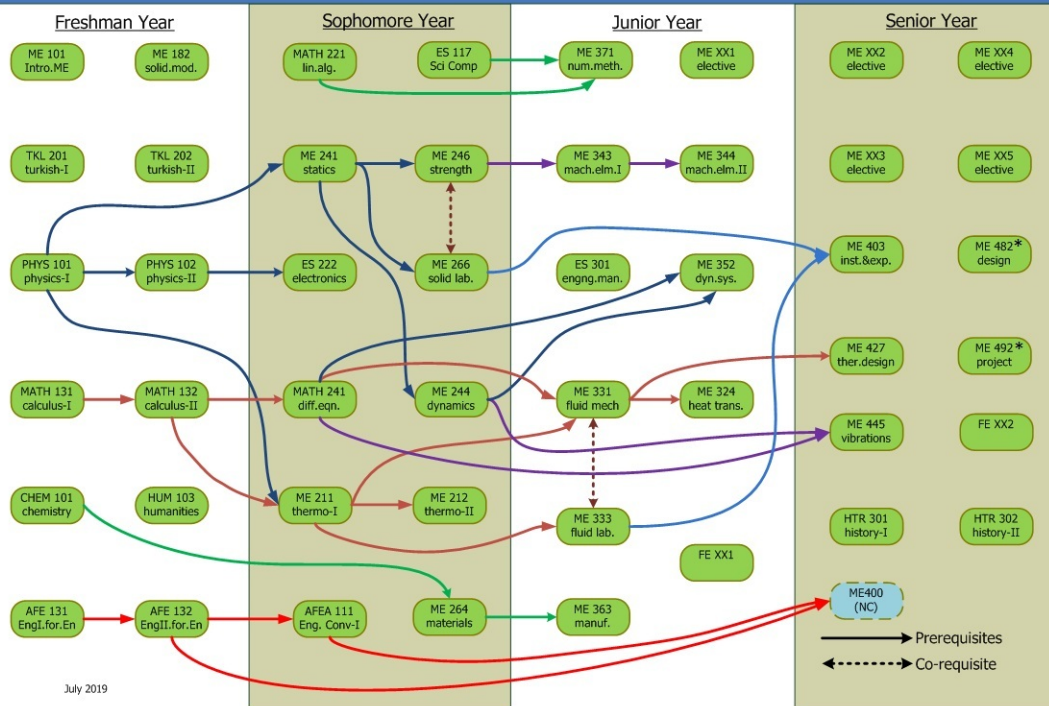 Freshman Year
Sophomore Year
Junior Year
Senior Year
ME 101
Intro.ME
ME 182
solid.mod.
MATH 221
lin.alg.
ES 117
Sci Comp
ME 371
num.meth.
ME XX1
elective
ME XX2
elective
ME XX4
elective
TKL 201
turkish-I
TKL 202
turkish-II
ME 241
statics
ME 246
strength
ME 343
mach.elm.I
ME 344
mach.elm.II
ME XX3
elective
ME XX5
elective
PHYS 101
physics-I
PHYS 102
physics-II
ES 222
electronics
ME 266
solid lab.
ES 301
engng.man.
ME 352
dyn.sys.
ME 403
inst.&exp.
ME 482*
design
ME 427
ther.design
ME 492*
project
MATH 131
calculus-I
MATH 132
calculus-II
MATH 241
diff.eqn.
ME 244
dynamics
ME 331
fluid mech
ME 324
heat trans.
ME 445
vibrations
FE XX2
CHEM 101
chemistry
HUM 103
humanities
ME 211
thermo-I
ME 212
thermo-II
ME 333
fluid lab.
HTR 301
history-I
HTR 302
history-II
FE XX1
AFE 131
EngI.for.En
AFE 132
EngII.for.En
AFEA 111
Eng. Conv-I
ME 264
materials
ME 363
manuf.
ME400
(NC)
Prerequisites
Co-requisite
July 2019